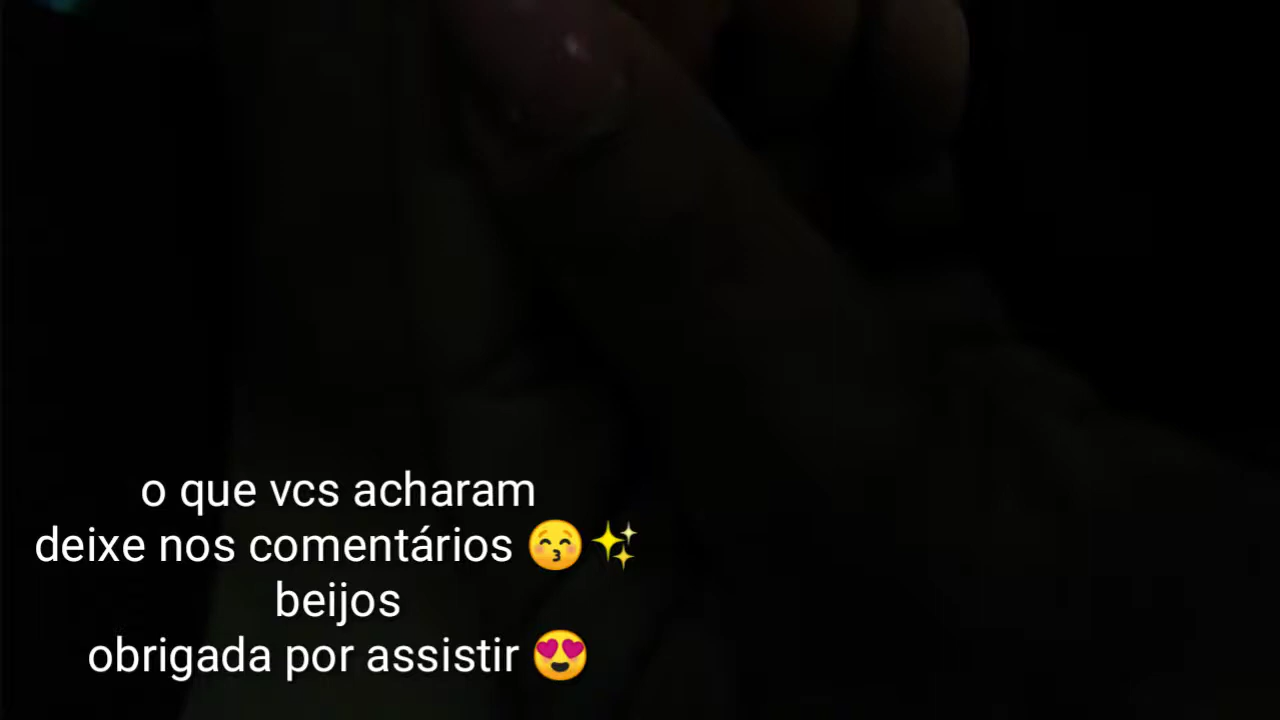 o que vcs acharam
deixe nos comentários 😚✨
beijos
obrigada por assistir 😍